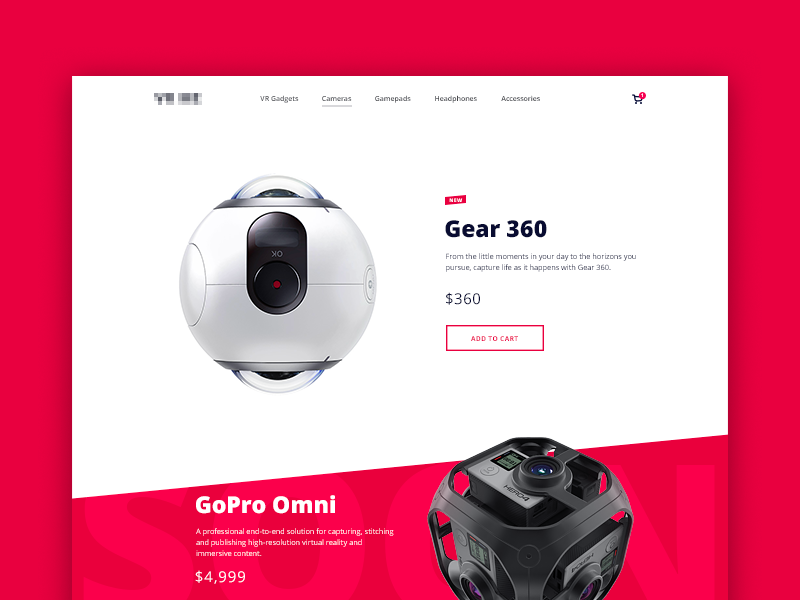 VR Gadgets
Cameras
Gamepads
Headphones
Accessories
1
NEW
Gear 360
From the little moments in your day to the horizons you
pursue, capture life as it happens with Gear 360.
$360
ADD TO CART
OK
SOON
GoPro Omni
A professional end-to-end solution for capturing, stitching
and publishing high-resolution virtual reality and
immersive content.
$4,999
HERO4